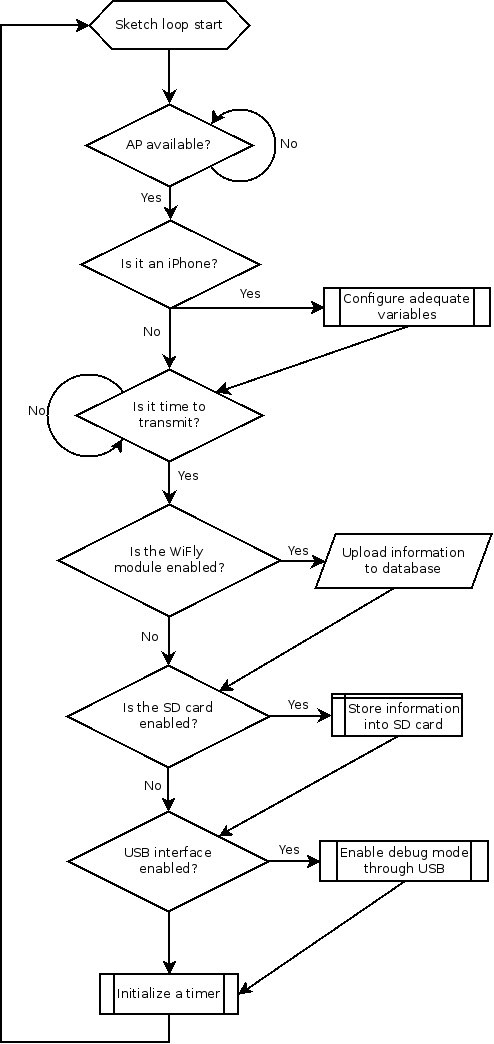 Sketch loop start
AP available?
No
Yes
Is it an iPhone?
Yes
Configure adequate
variables
No
Is it time to
transmit?
No
Yes
Is the WiFly
module enabled?
Yes
Upload information
to database
No
Is the SD card
enabled?
Yes
Store information
into SD card
No
USB interface
enabled?
Yes
Enable debug mode
through USB
Initialize a timer